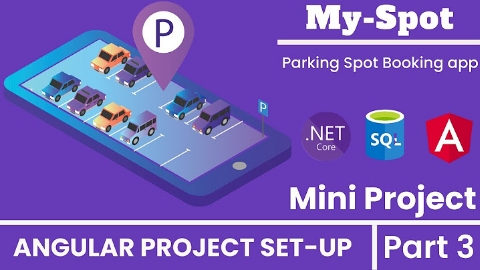 My-Spot
Parking Spot Booking app
P
P
.NET
Core
SQL
A
Mini Project
ANGULAR PROJECT SET-UP
Part 3